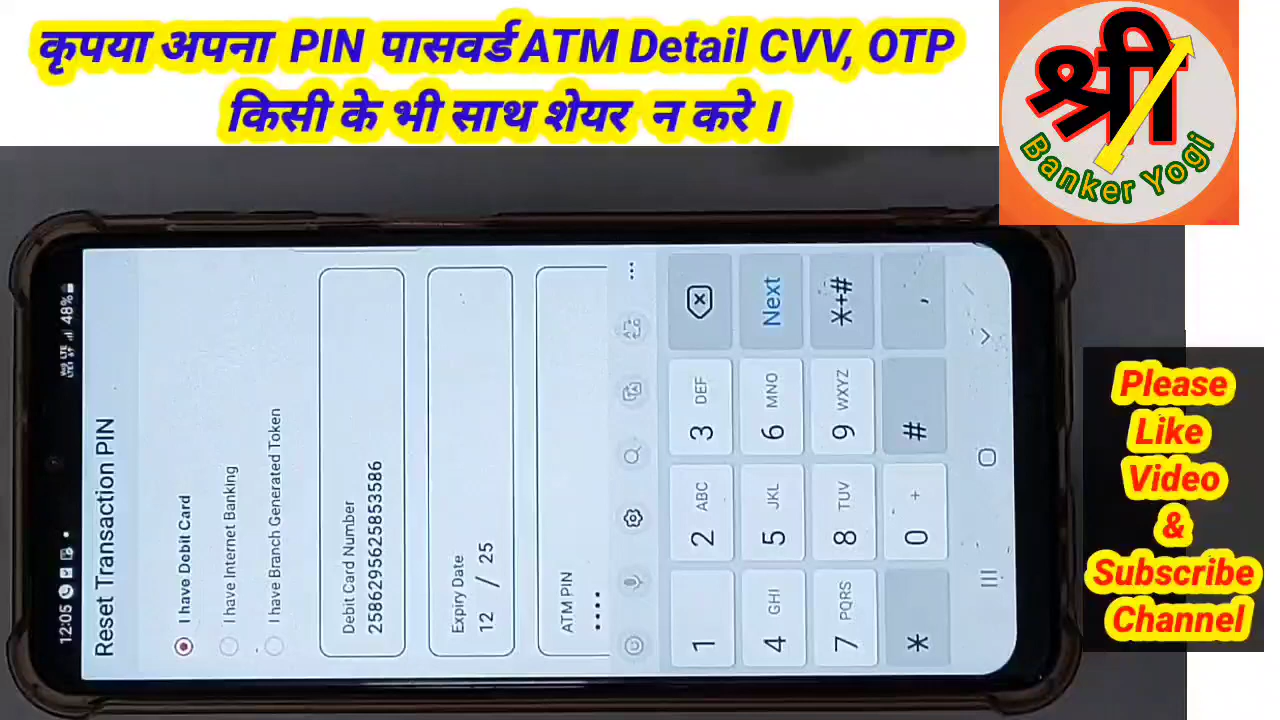 कृपया अपना PIN पासवर्ड ATM Detail CVV, OTP
किसी के भी साथ शेयर न करे ।
श्री
Banker Yogi
12:05
48%
Reset Transaction PIN
I have Debit Card
I have Internet Banking
I have Branch Generated Token
Debit Card Number
2586295625853586
Expiry Date
12 / 25
ATM PIN
••••
1
2 ABC
3 DEF
4 GHI
5 JKL
6 MNO
Next
7 PQRS
8 TUV
9 WXYZ
*+#
*
0 +
#
,
Please
Like
Video
&
Subscribe
Channel